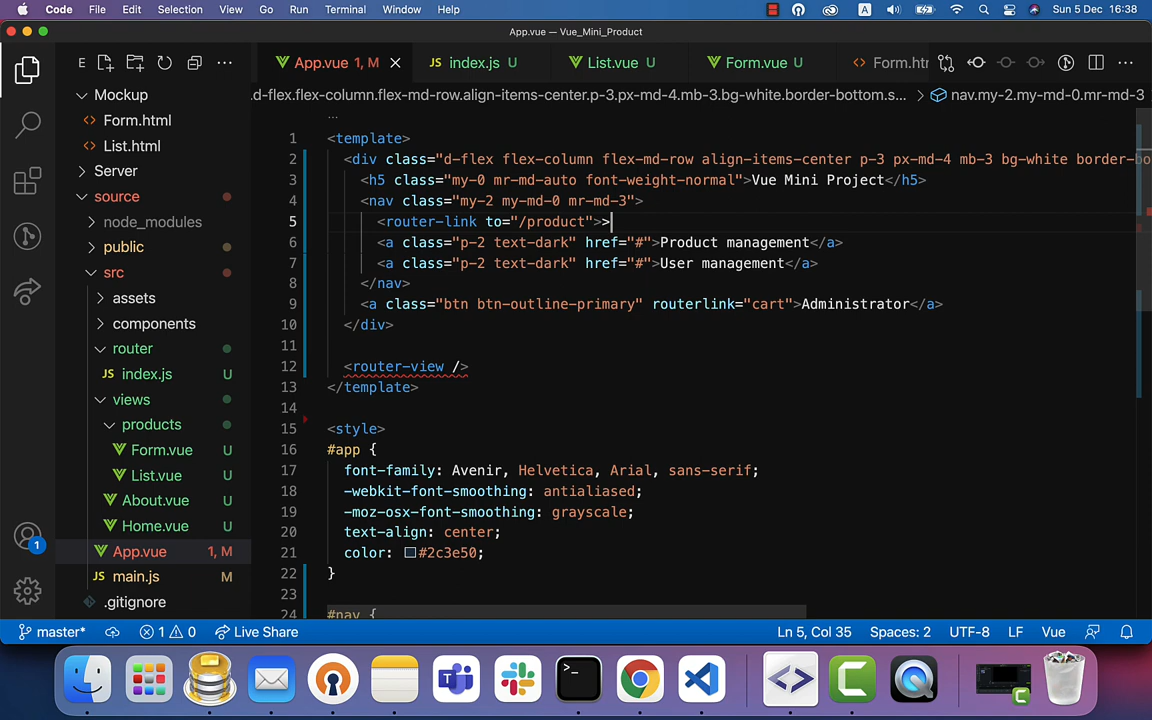 Code File Edit Selection View Go Run Terminal Window Help A Sun 5 Dec 16:38
App.vue — Vue_Mini_Product
E ... App.vue 1, M index.js U List.vue U Form.vue U Form.htm ...
.d-flex.flex-column.flex-md-row.align-items-center.p-3.px-md-4.mb-3.bg-white.border-bottom.s... > nav.my-2.my-md-0.mr-md-3
Mockup
Form.html
List.html
Server
source
node_modules
public
src
assets
components
router
index.js U
views
products
Form.vue U
List.vue U
About.vue U
Home.vue U
App.vue 1, M
main.js M
.gitignore
...
1 <template>
2 <div class="d-flex flex-column flex-md-row align-items-center p-3 px-md-4 mb-3 bg-white border-bo
3 <h5 class="my-0 mr-md-auto font-weight-normal">Vue Mini Project</h5>
4 <nav class="my-2 my-md-0 mr-md-3">
5 <router-link to="/product">>
6 <a class="p-2 text-dark" href="#">Product management</a>
7 <a class="p-2 text-dark" href="#">User management</a>
8 </nav>
9 <a class="btn btn-outline-primary" routerlink="cart">Administrator</a>
10 </div>
11
12 <router-view />
13 </template>
14
15 <style>
16 #app {
17 font-family: Avenir, Helvetica, Arial, sans-serif;
18 -webkit-font-smoothing: antialiased;
19 -moz-osx-font-smoothing: grayscale;
20 text-align: center;
21 color: #2c3e50;
22 }
23
24 #nav {
1
master* 1 0 Live Share Ln 5, Col 35 Spaces: 2 UTF-8 LF Vue